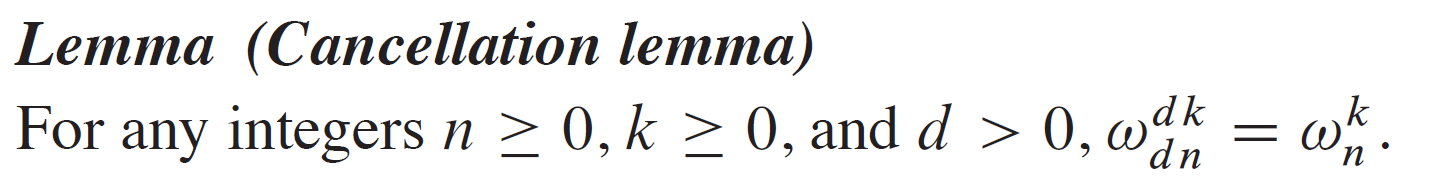 Lemma (Cancellation lemma)
For any integers n ≥ 0, k ≥ 0, and d > 0, ω_{dn}^{dk} = ω_n^k.